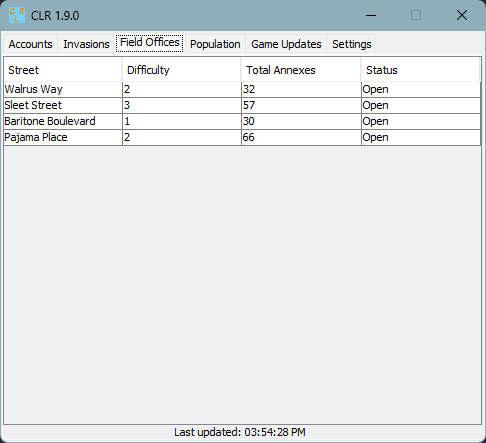 CLR 1.9.0
Accounts Invasions Field Offices Population Game Updates Settings
Street Difficulty Total Annexes Status
Walrus Way 2 32 Open
Sleet Street 3 57 Open
Baritone Boulevard 1 30 Open
Pajama Place 2 66 Open
Last updated: 03:54:28 PM